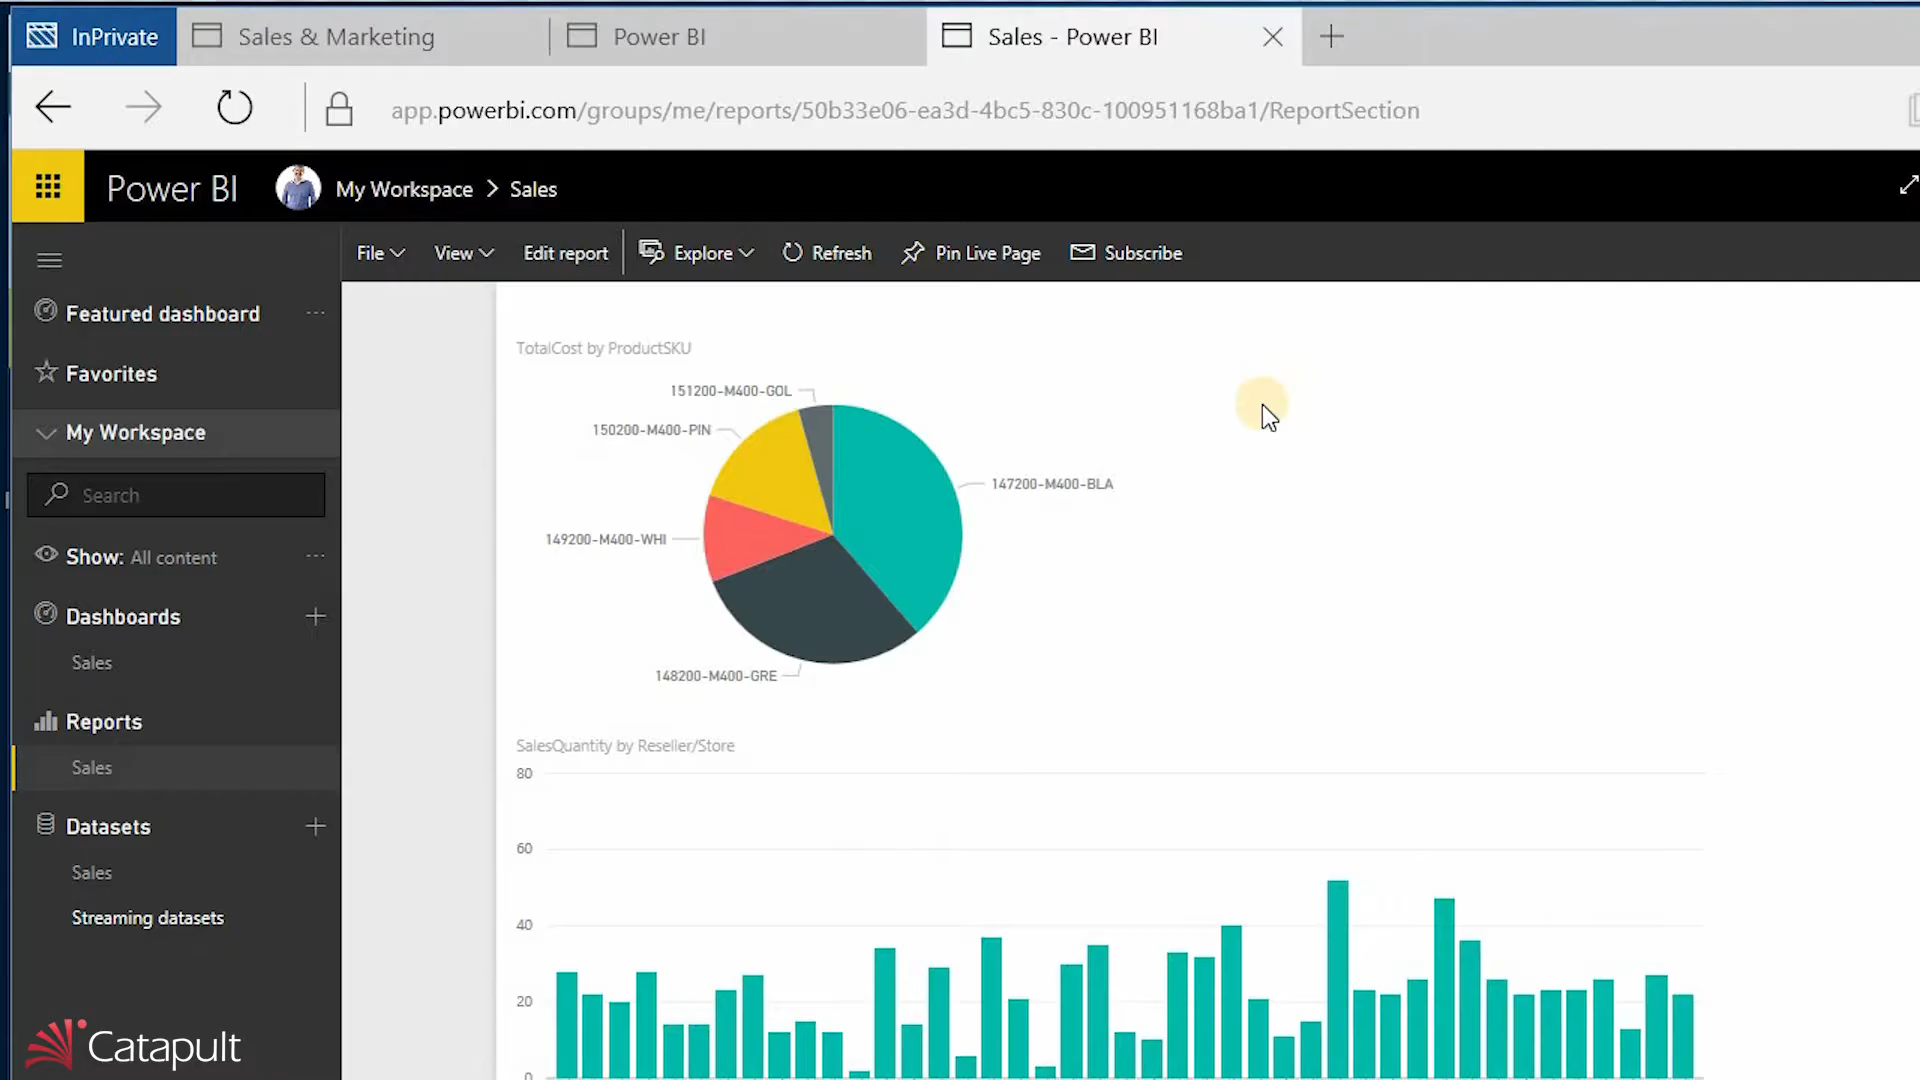 InPrivate
Sales & Marketing
Power BI
Sales - Power BI
app.powerbi.com/groups/me/reports/50b33e06-ea3d-4bc5-830c-100951168ba1/ReportSection
Power BI
My Workspace > Sales
File
View
Edit report
Explore
Refresh
Pin Live Page
Subscribe
Featured dashboard
Favorites
My Workspace
Search
Show: All content
Dashboards
Sales
Reports
Sales
Datasets
Sales
Streaming datasets
Catapult
TotalCost by ProductSKU
151200-M400-GOL
150200-M400-PIN
147200-M400-BLA
149200-M400-WHI
148200-M400-GRE
SalesQuantity by Reseller/Store
80
60
40
20
0